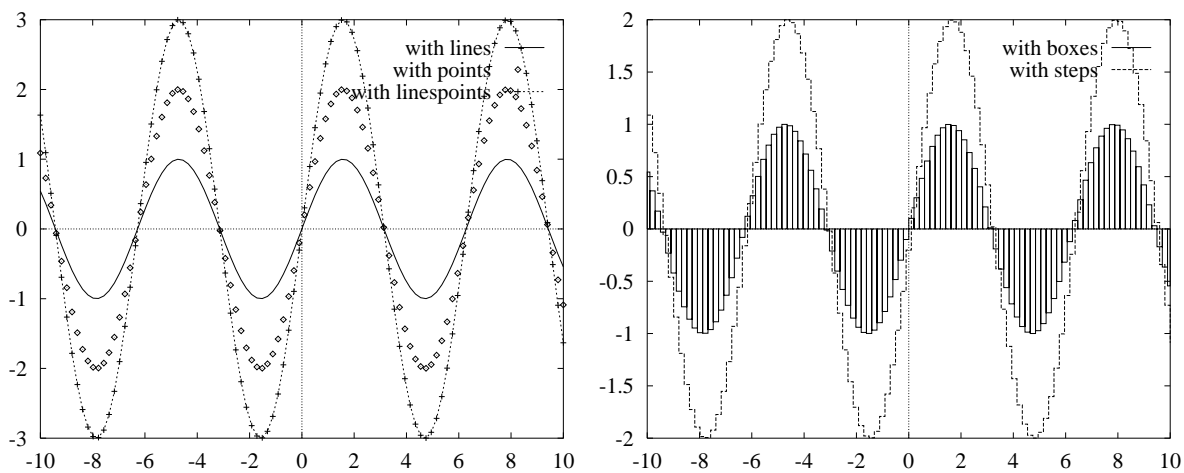 3
2
1
0
-1
-2
-3
-10 -8 -6 -4 -2 0 2 4 6 8 10
with lines
with points
with linespoints
2
1.5
1
0.5
0
-0.5
-1
-1.5
-2
-10 -8 -6 -4 -2 0 2 4 6 8 10
with boxes
with steps